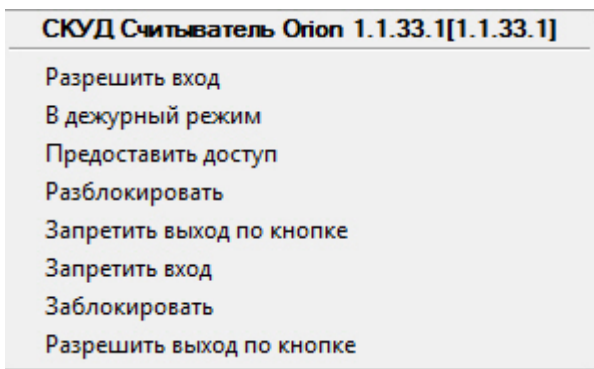 СКУД Считыватель Orion 1.1.33.1[1.1.33.1]
Разрешить вход
В дежурный режим
Предоставить доступ
Разблокировать
Запретить выход по кнопке
Запретить вход
Заблокировать
Разрешить выход по кнопке